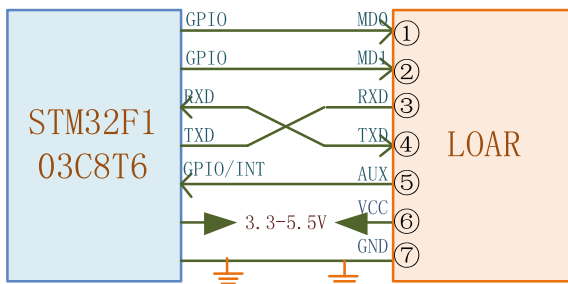 GPIO MD0 ①
GPIO MD1 ②
RXD RXD ③
STM32F1
03C8T6
TXD TXD ④
LOAR
GPIO/INT AUX ⑤
3.3-5.5V VCC ⑥
GND ⑦